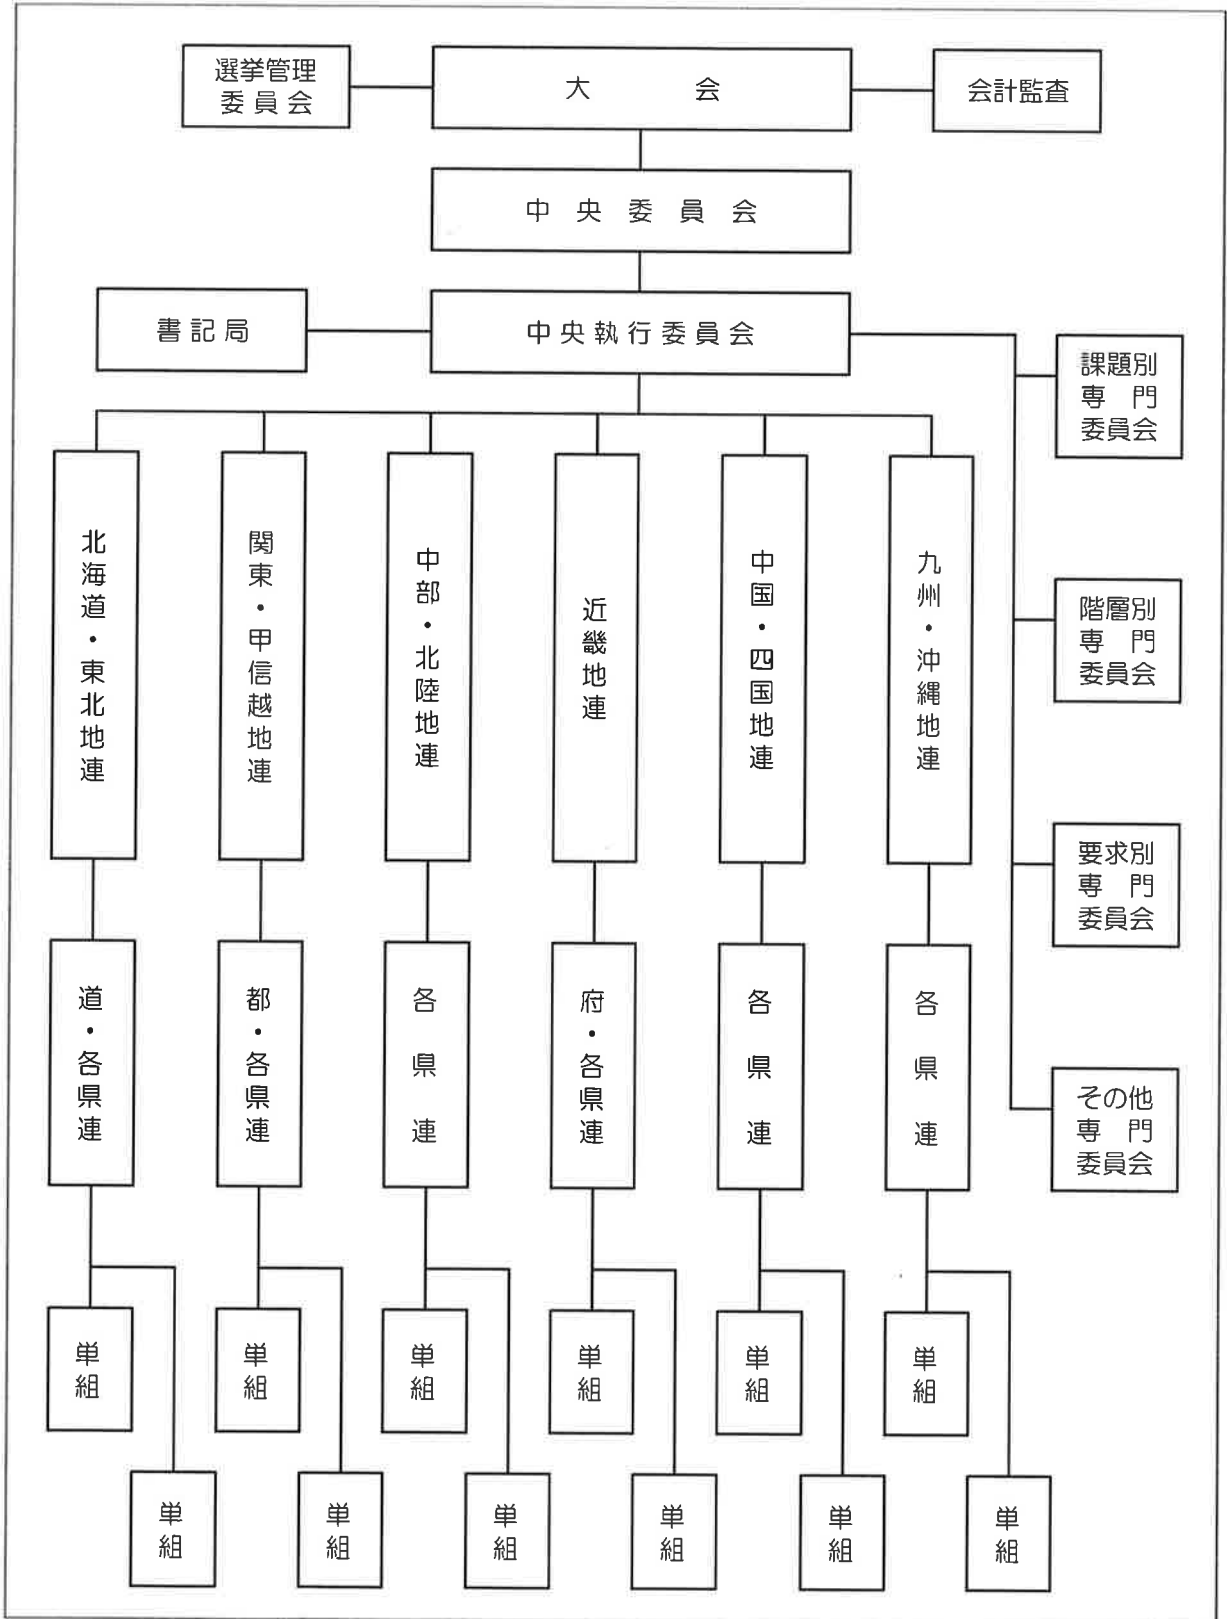 選挙管理
委員会
大会
会計監査
中央委員会
書記局
中央執行委員会
課題別
専門
委員会
階層別
専門
委員会
要求別
専門
委員会
その他
専門
委員会
北海道・東北地連
関東・甲信越地連
中部・北陸地連
近畿地連
中国・四国地連
九州・沖縄地連
道・各県連
都・各県連
各県連
府・各県連
各県連
各県連
単組
単組
単組
単組
単組
単組
単組
単組
単組
単組
単組
単組